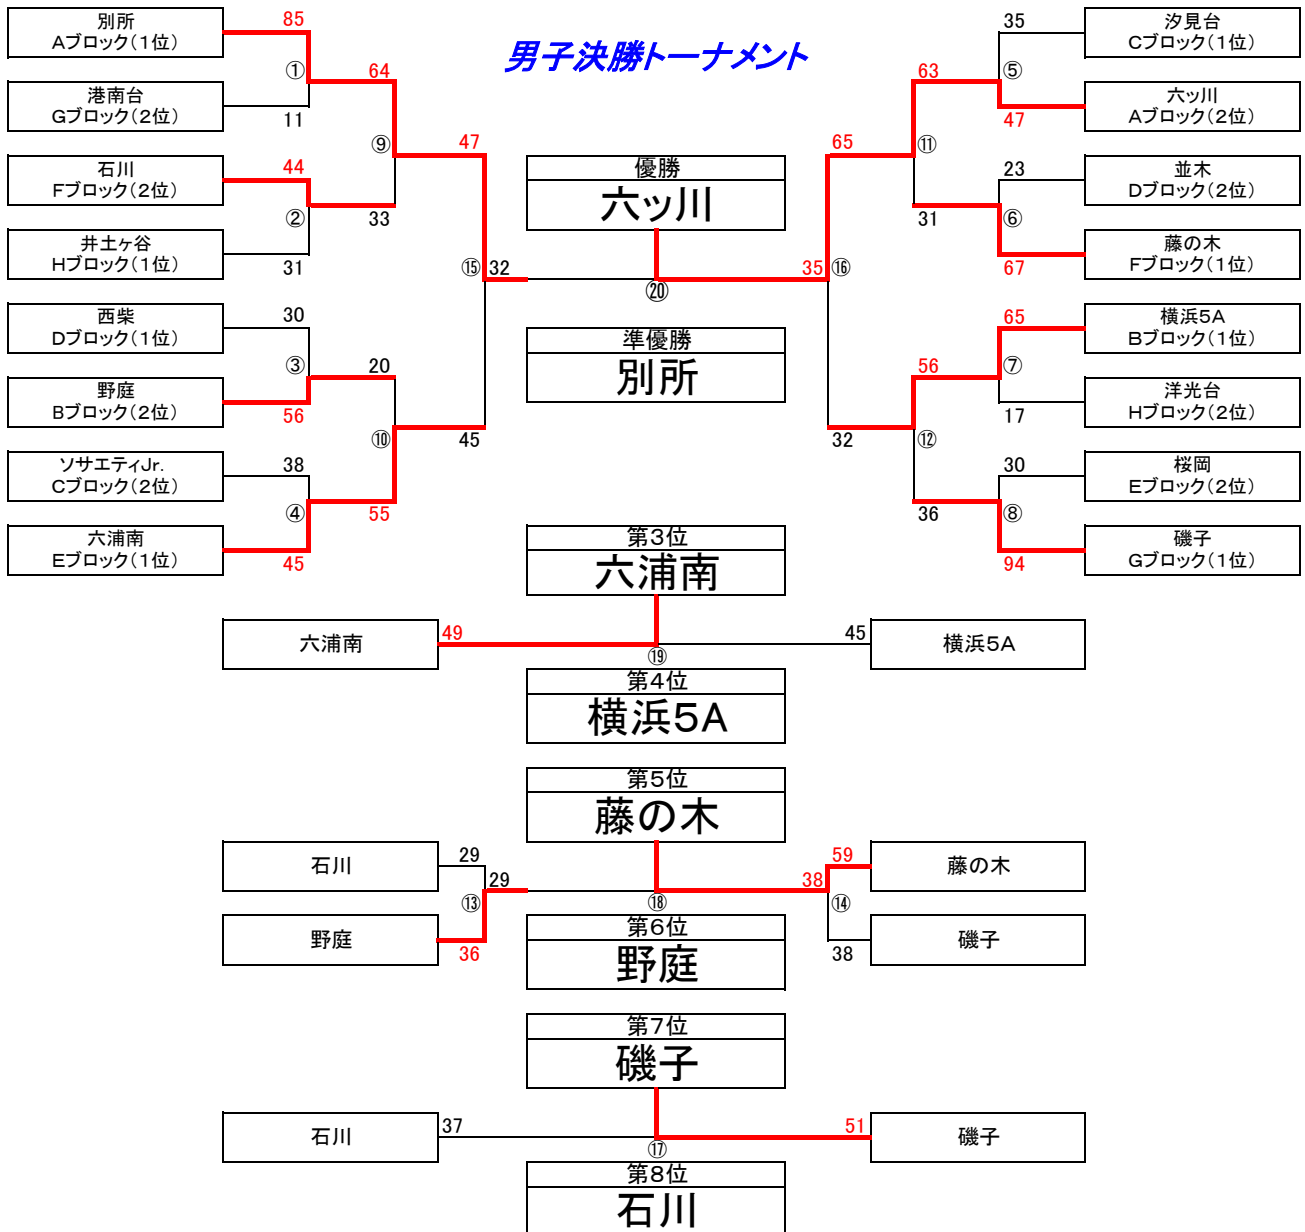 男子決勝トーナメント
別所
Aブロック(1位)
85
①
港南台
Gブロック(2位)
11
64
⑨
石川
Fブロック(2位)
44
②
33
井土ヶ谷
Hブロック(1位)
31
47
⑮
32
西柴
Dブロック(1位)
30
③
20
野庭
Bブロック(2位)
56
⑩
45
ソサエティJr.
Cブロック(2位)
38
④
55
六浦南
Eブロック(1位)
45
優勝
六ッ川
⑳
準優勝
別所
35
汐見台
Cブロック(1位)
63
⑤
六ッ川
Aブロック(2位)
47
65
⑪
23
並木
Dブロック(2位)
31
⑥
藤の木
Fブロック(1位)
67
35
⑯
65
横浜5A
Bブロック(1位)
56
⑦
洋光台
Hブロック(2位)
17
32
⑫
30
桜岡
Eブロック(2位)
36
⑧
磯子
Gブロック(1位)
94
第3位
六浦南
六浦南
49
⑲
45
横浜5A
第4位
横浜5A
第5位
藤の木
石川
29
⑬
29
野庭
36
⑱
38
59
藤の木
⑭
38
磯子
第6位
野庭
第7位
磯子
石川
37
⑰
51
磯子
第8位
石川